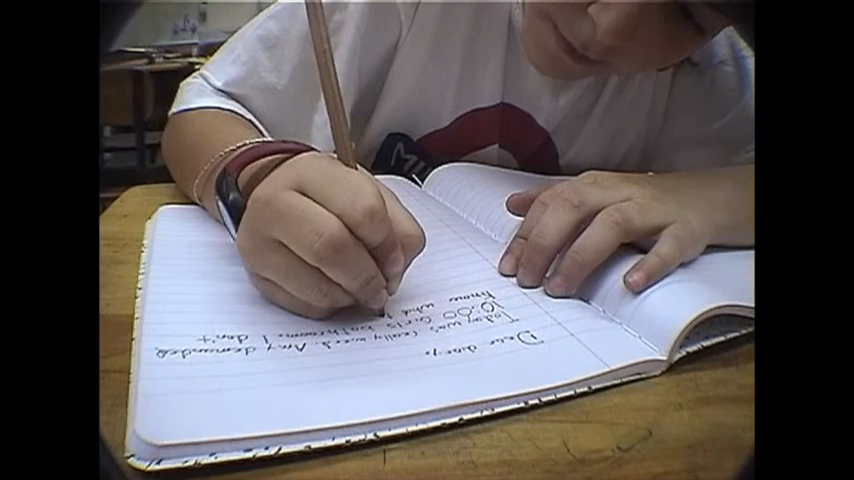 Dear diary,
Today was really weird. Amy demanded
10:00 Girls bathroom. I don't
know what